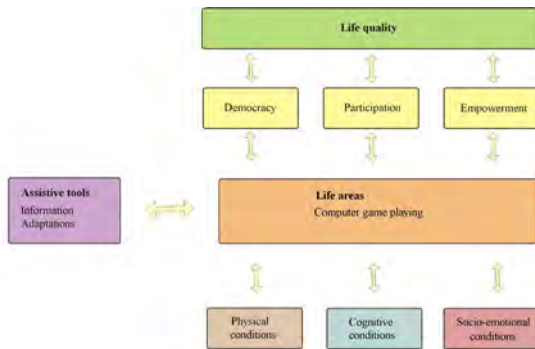 Life quality
Democracy
Participation
Empowerment
Assistive tools
Information
Adaptations
Life areas
Computer game playing
Physical
conditions
Cognitive
conditions
Socio-emotional
conditions